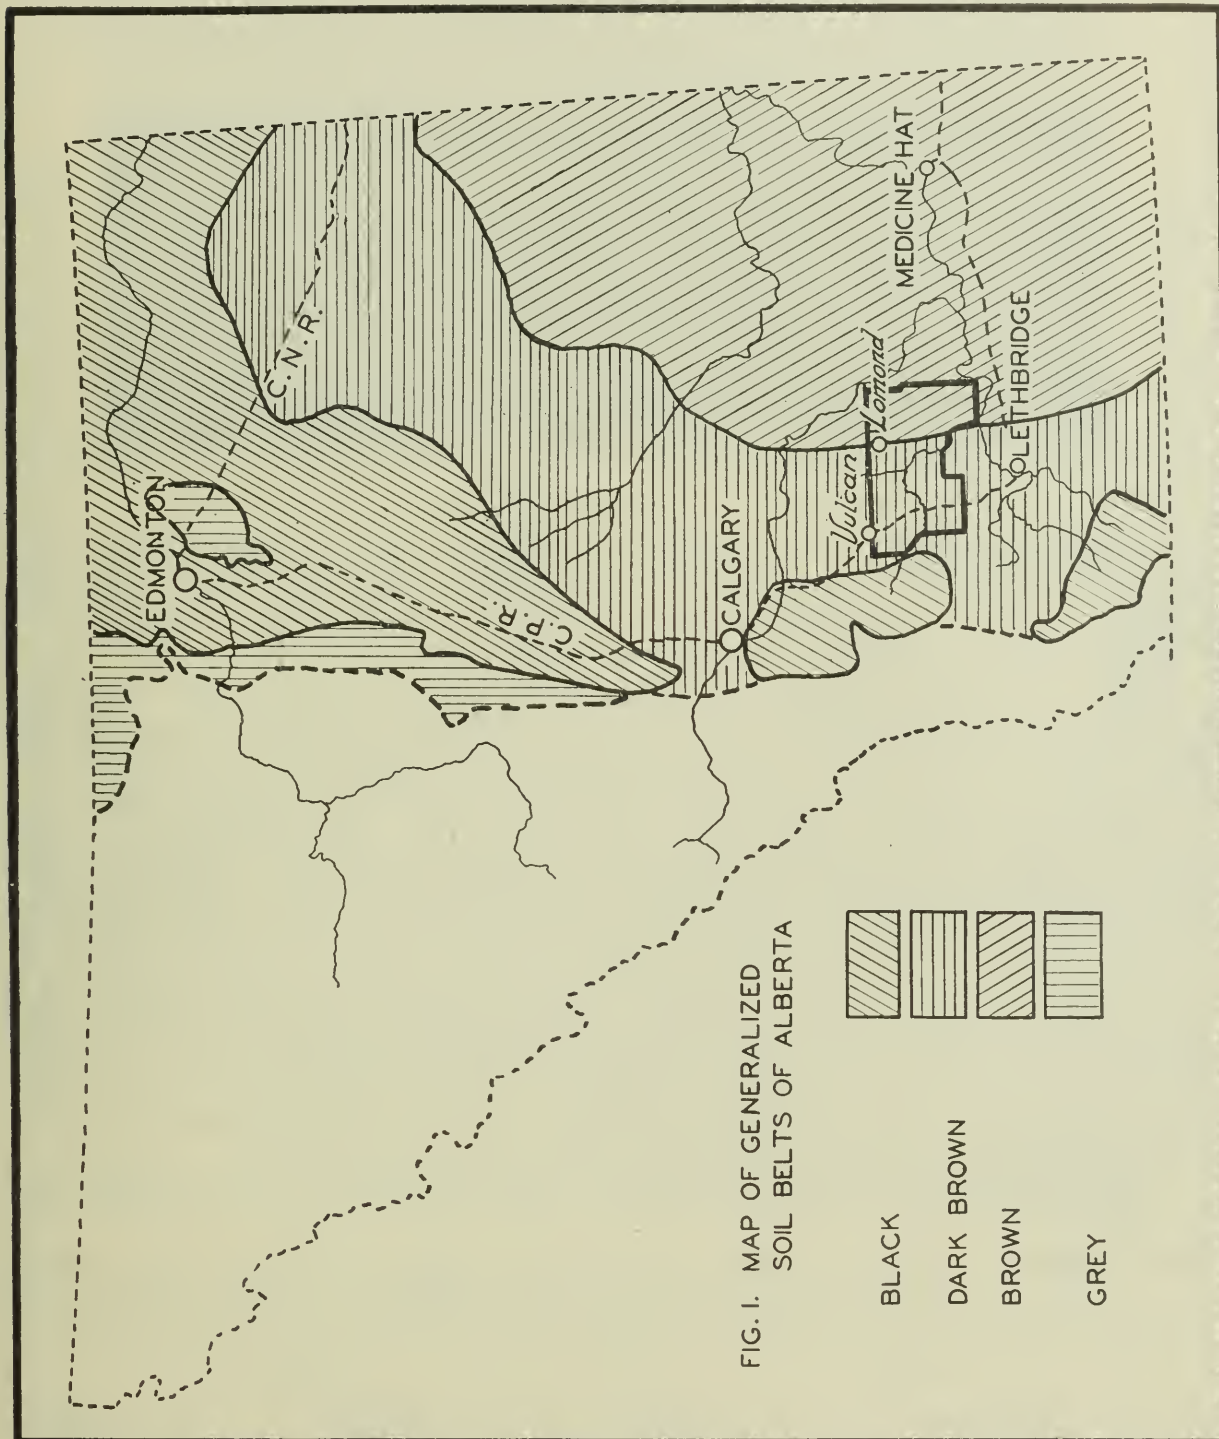 EDMONTON
C. N. R.
C. P. R.
CALGARY
Vulcan
Lomond
MEDICINE HAT
LETHBRIDGE
FIG. 1. MAP OF GENERALIZED
SOIL BELTS OF ALBERTA
BLACK
DARK BROWN
BROWN
GREY